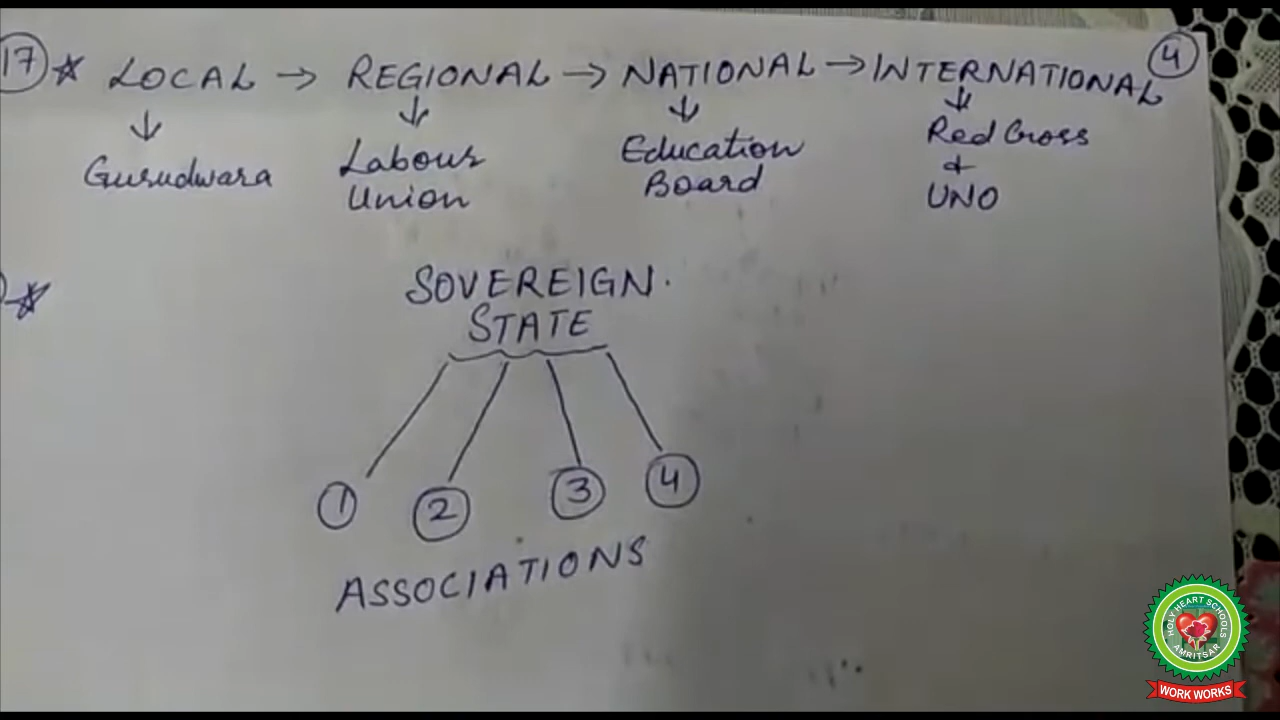 17 ★ LOCAL → REGIONAL → NATIONAL → INTERNATIONAL 4
↓ ↓ ↓ ↓
Gurudwara
Labour
Union
Education
Board
Red Cross
&
UNO
★
SOVEREIGN.
STATE
1 2 3 4
ASSOCIATIONS
HOLY HEART SCHOOLS
AMRITSAR
WORK WORKS